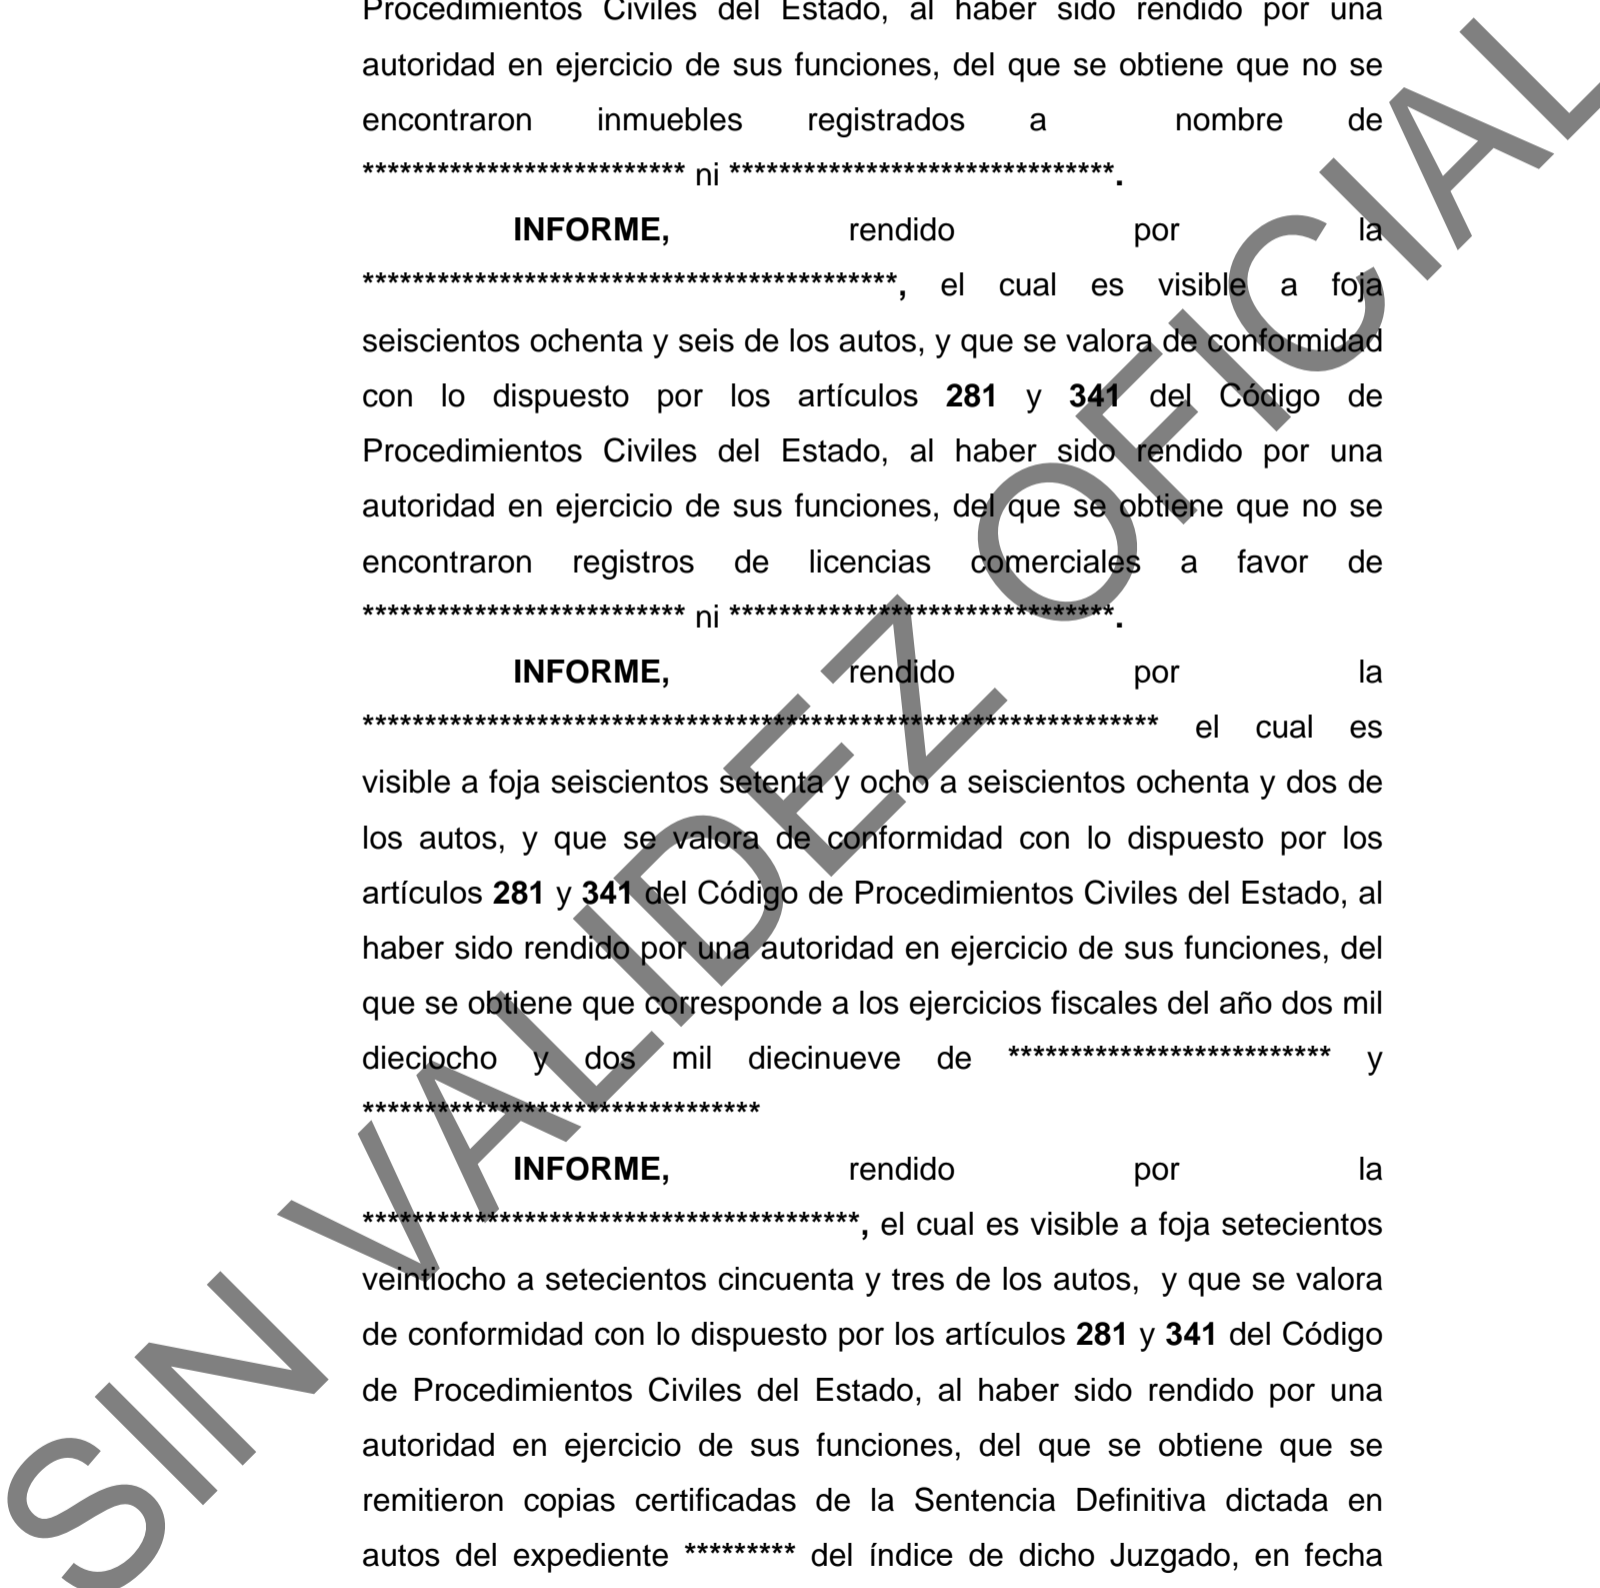 Procedimientos Civiles del Estado, al haber sido rendido por una
autoridad en ejercicio de sus funciones, del que se obtiene que no se
encontraron inmuebles registrados a nombre de
************************** ni *******************************.
INFORME, rendido por la
*******************************************, el cual es visible a foja
seiscientos ochenta y seis de los autos, y que se valora de conformidad
con lo dispuesto por los artículos 281 y 341 del Código de
Procedimientos Civiles del Estado, al haber sido rendido por una
autoridad en ejercicio de sus funciones, del que se obtiene que no se
encontraron registros de licencias comerciales a favor de
************************** ni *******************************.
INFORME, rendido por la
**************************************************************** el cual es
visible a foja seiscientos setenta y ocho a seiscientos ochenta y dos de
los autos, y que se valora de conformidad con lo dispuesto por los
artículos 281 y 341 del Código de Procedimientos Civiles del Estado, al
haber sido rendido por una autoridad en ejercicio de sus funciones, del
que se obtiene que corresponde a los ejercicios fiscales del año dos mil
dieciocho y dos mil diecinueve de ************************** y
********************************
INFORME, rendido por la
****************************************, el cual es visible a foja setecientos
veintiocho a setecientos cincuenta y tres de los autos, y que se valora
de conformidad con lo dispuesto por los artículos 281 y 341 del Código
de Procedimientos Civiles del Estado, al haber sido rendido por una
autoridad en ejercicio de sus funciones, del que se obtiene que se
remitieron copias certificadas de la Sentencia Definitiva dictada en
autos del expediente ********* del índice de dicho Juzgado, en fecha
SIN VALIDEZ OFICIAL